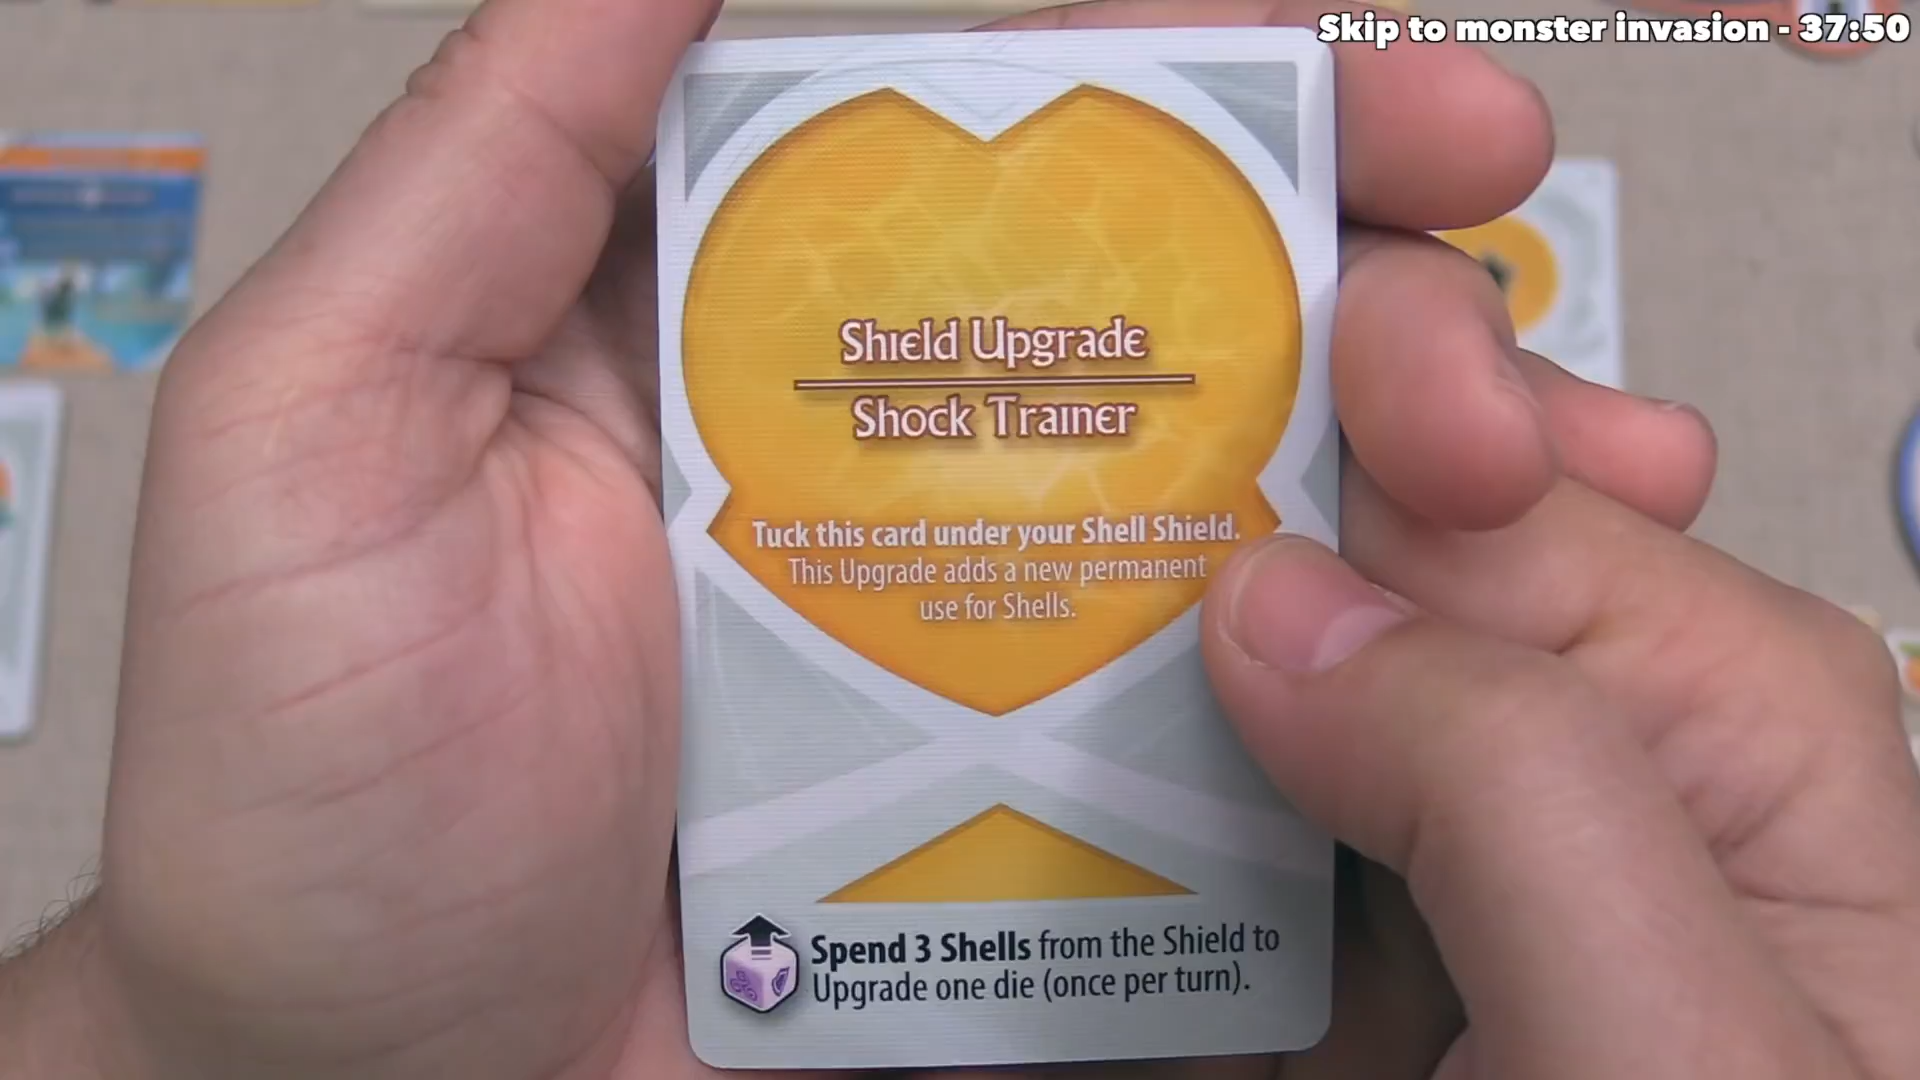 Skip to monster invasion - 37:50
Shield Upgrade
Shock Trainer
Tuck this card under your Shell Shield.
This Upgrade adds a new permanent
use for Shells.
Spend 3 Shells from the Shield to
Upgrade one die (once per turn).